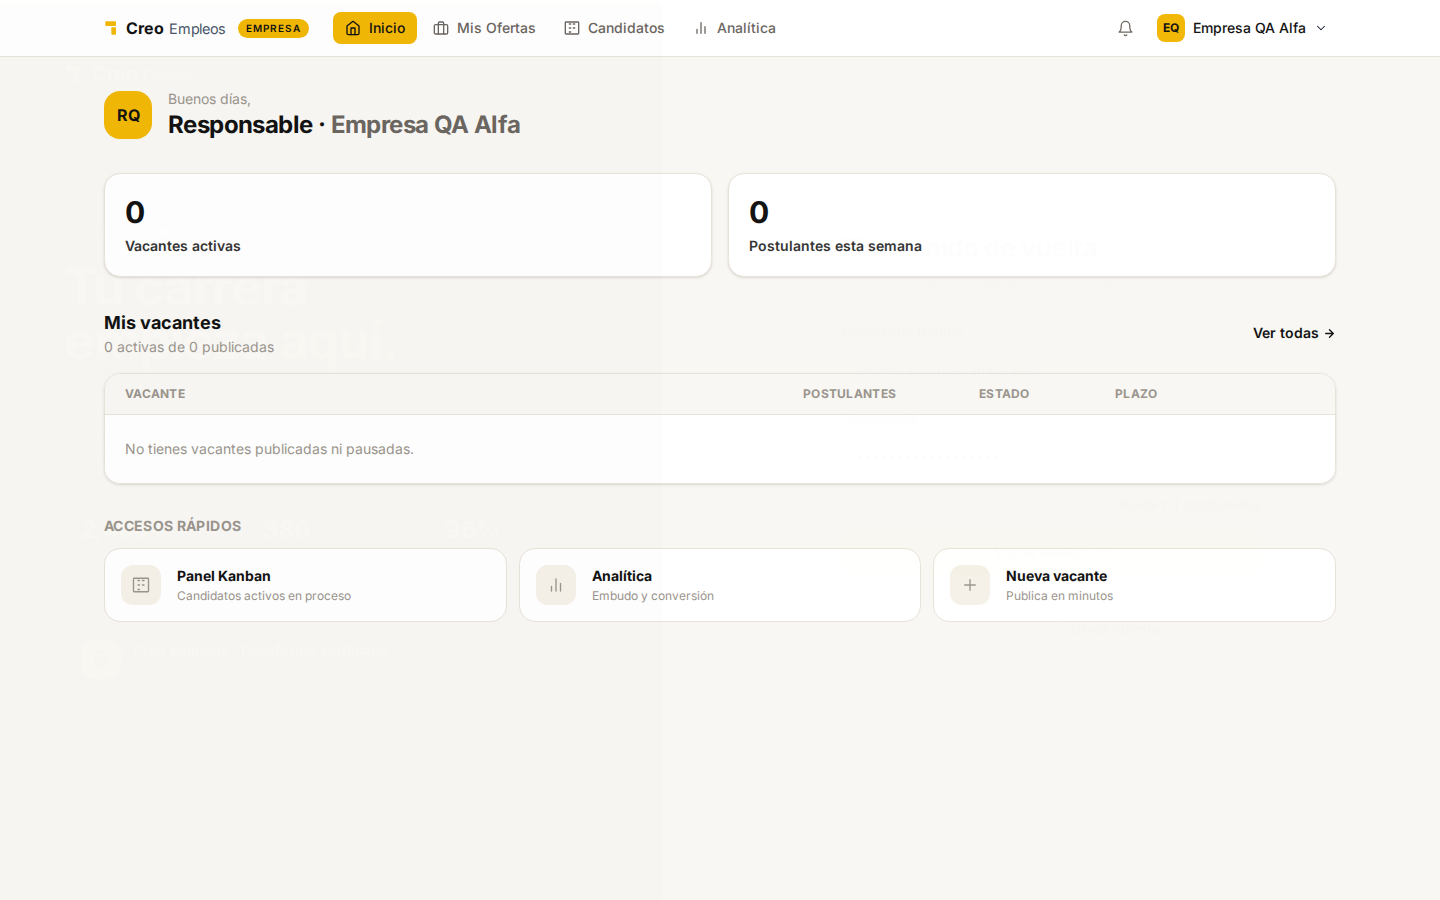 Creo Empleos EMPRESA Inicio Mis Ofertas Candidatos Analítica EQ Empresa QA Alfa
RQ
Buenos días,
Responsable · Empresa QA Alfa
0
Vacantes activas
0
Postulantes esta semana
Tu carrera
aquí.
Mis vacantes
0 activas de 0 publicadas
Ver todas →
VACANTE POSTULANTES ESTADO PLAZO
No tienes vacantes publicadas ni pausadas.
ACCESOS RÁPIDOS
Panel Kanban
Candidatos activos en proceso
Analítica
Embudo y conversión
Nueva vacante
Publica en minutos